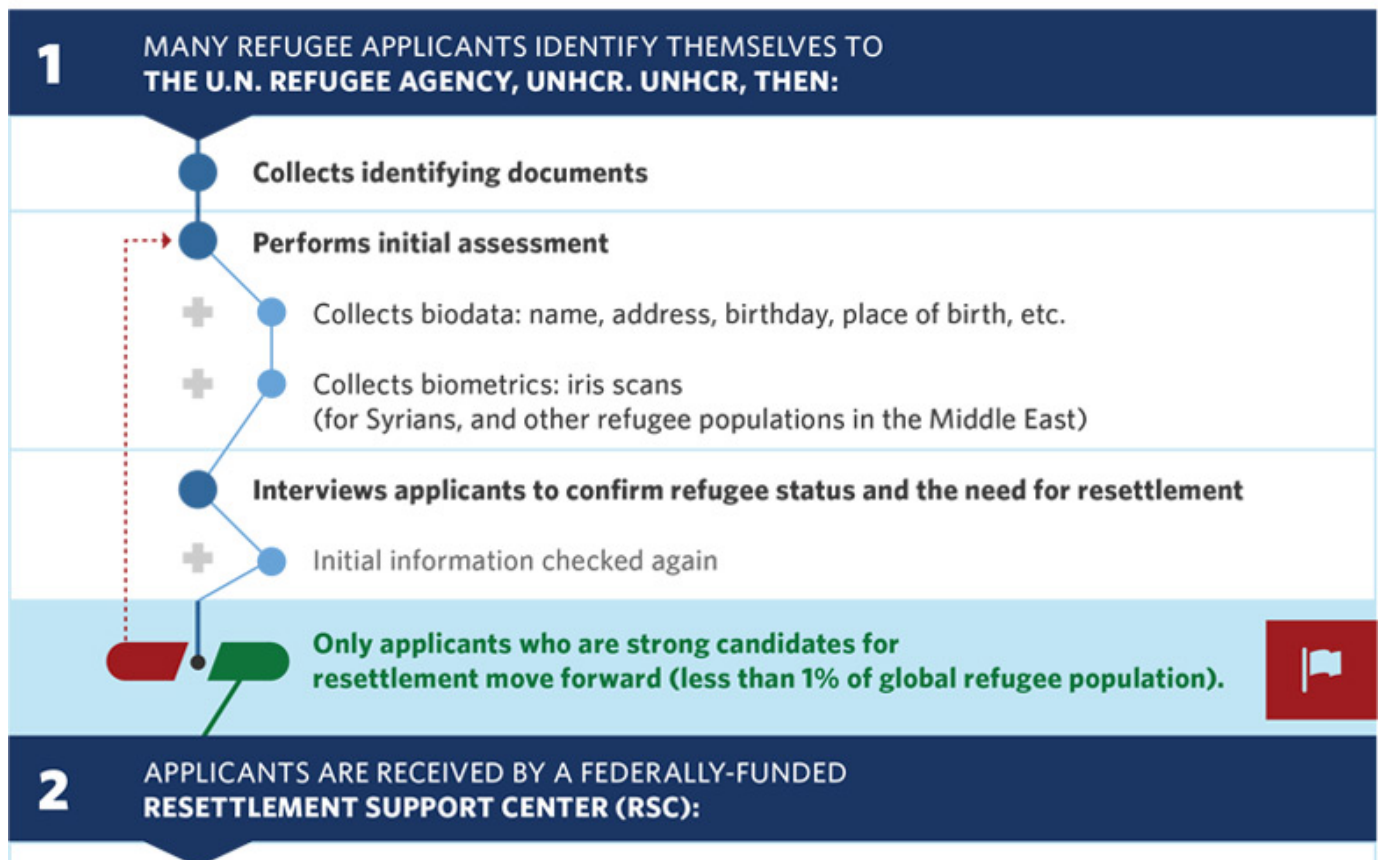 1
MANY REFUGEE APPLICANTS IDENTIFY THEMSELVES TO
THE U.N. REFUGEE AGENCY, UNHCR. UNHCR, THEN:
Collects identifying documents
Performs initial assessment
Collects biodata: name, address, birthday, place of birth, etc.
Collects biometrics: iris scans
(for Syrians, and other refugee populations in the Middle East)
Interviews applicants to confirm refugee status and the need for resettlement
Initial information checked again
Only applicants who are strong candidates for
resettlement move forward (less than 1% of global refugee population).
2
APPLICANTS ARE RECEIVED BY A FEDERALLY-FUNDED
RESETTLEMENT SUPPORT CENTER (RSC):